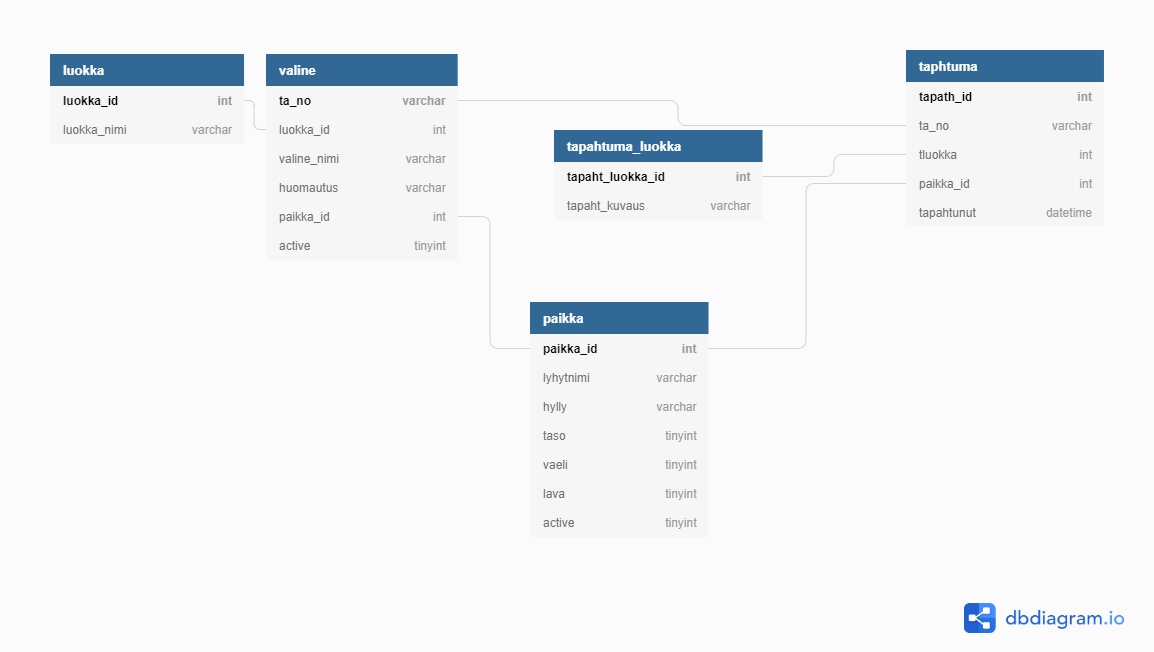 luokka
luokka_id int
luokka_nimi varchar
valine
ta_no varchar
luokka_id int
valine_nimi varchar
huomautus varchar
paikka_id int
active tinyint
tapahtuma_luokka
tapaht_luokka_id int
tapaht_kuvaus varchar
taphtuma
tapath_id int
ta_no varchar
tluokka int
paikka_id int
tapahtunut datetime
paikka
paikka_id int
lyhytnimi varchar
hylly varchar
taso tinyint
vaeli tinyint
lava tinyint
active tinyint
dbdiagram.io